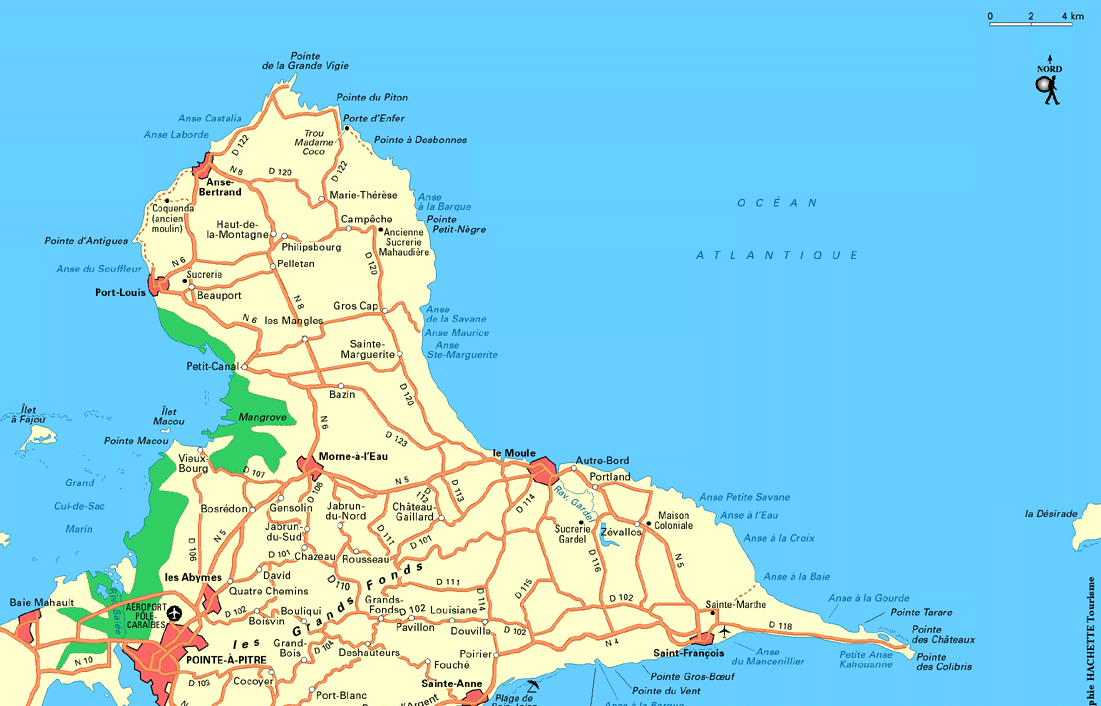 0 2 4 km
NORD
Pointe
de la Grande Vigie
Pointe du Piton
Anse Castalia
Porte d'Enfer
Anse Laborde
Trou
Madame
Coco
Pointe à Desbonnes
D 122
N 8
D 120
D 122
Anse-
Bertrand
Marie-Thérèse
Anse
à la Barque
Coquenda
(ancien
moulin)
OCÉAN
ATLANTIQUE
Haut-de-
la-Montagne
Campêche
Pointe
Petit-Nègre
Ancienne
Sucrerie
Mahaudière
Pointe d'Antigues
Philipsbourg
N 6
Pelletan
D 120
Anse du Souffleur
Sucrerie
Port-Louis
Beauport
N 8
Gros Cap
N 6
les Mangles
Anse
de la Savane
Anse Maurice
Anse
Ste-Marguerite
Sainte-
Marguerite
Petit-Canal
Bazin
D 120
Îlet
à Fajou
Îlet
Macou
Mangrove
N 6
D 123
Pointe Macou
Vieux-
Bourg
Morne-à-l'Eau
le Moule
Autre-Bord
D 107
Portland
Grand
Cul-de-Sac
Marin
D 108
N 5
D 112
D 113
D 114
Rav. Gardel
Anse Petite Savane
Bosrédon
Gensolin
Jabrun-
du-Nord
Château-
Gaillard
Anse à l'Eau
la Désirade
Maison
Coloniale
Sucrerie
Gardel
Zévallos
Anse à la Croix
D 106
N 5
Jabrun-
du-Sud
D 111
D 101
D 101
Chazeau
Rousseau
D 116
N 5
les Abymes
David
D 110
les Grands Fonds
D 111
D 115
Anse à la Baie
Quatre Chemins
D 114
D 102
Baie Mahault
Rivière Salée
AÉROPORT
PÔLE-
CARAÏBES
D 102
Bouliqui
Grands-
Fonds
D 102
Louisiane
Sainte-Marthe
Anse à la Gourde
Boisvin
Pavillon
Douville
D 102
D 118
Pointe Tarare
Pointe
des Châteaux
N 4
N 10
POINTE-À-PITRE
Grand-
Bois
D 104
Deshauteurs
Poirier
Saint-François
Anse
du Mancenillier
Petite Anse
Kahouanne
Pointe
des Colibris
Fouché
D 103
Cocoyer
Sainte-Anne
Pointe Gros-Bœuf
Port-Blanc
Pointe du Vent
Plage de
Anse à la Barque
phie HACHETTE Tourisme